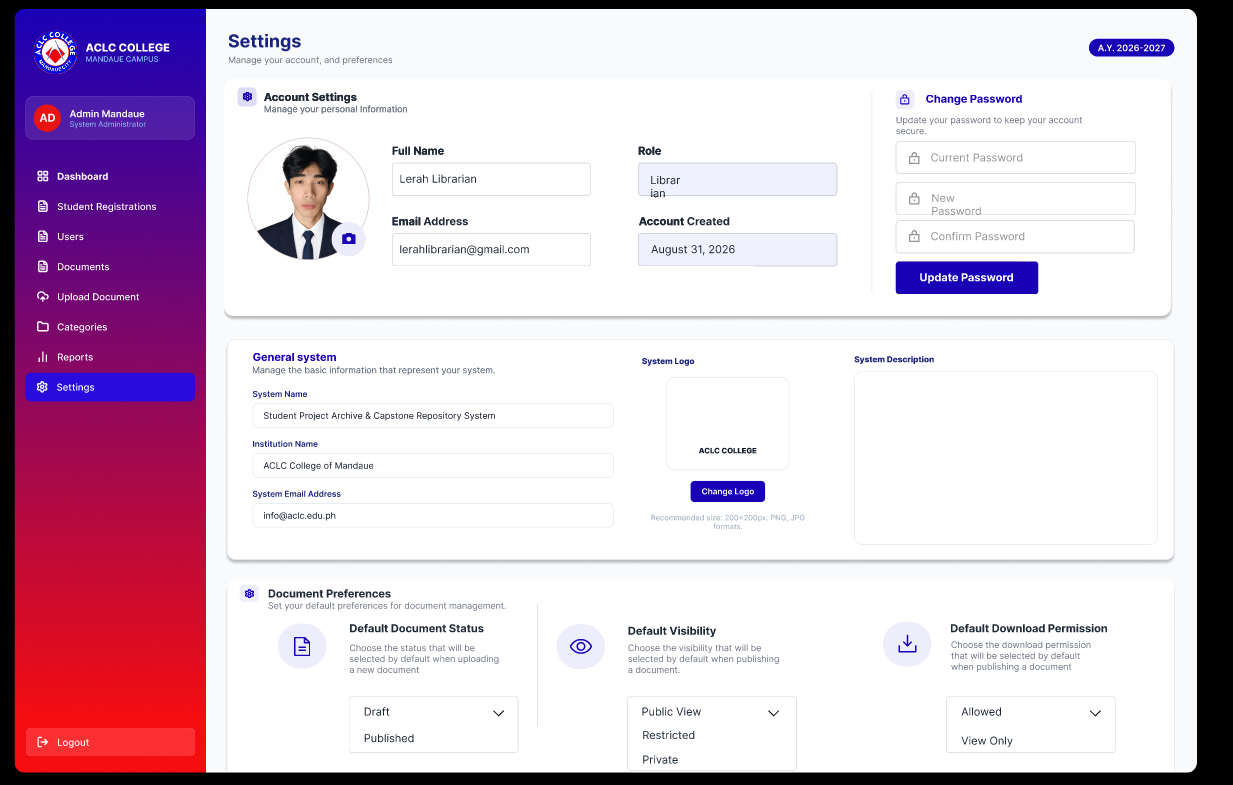 ACLC COLLEGE
MANDAUE CITY
ACLC COLLEGE
MANDAUE CAMPUS
AD
Admin Mandaue
System Administrator
Dashboard
Student Registrations
Users
Documents
Upload Document
Categories
Reports
Settings
Logout
Settings
Manage your account, and preferences
A.Y. 2026-2027
Account Settings
Manage your personal Information
Full Name
Lerah Librarian
Role
Librar
ian
Email Address
lerahlibrarian@gmail.com
Account Created
August 31, 2026
Change Password
Update your password to keep your account
secure.
Current Password
New
Password
Confirm Password
Update Password
General system
Manage the basic information that represent your system.
System Name
Student Project Archive & Capstone Repository System
Institution Name
ACLC College of Mandaue
System Email Address
info@aclc.edu.ph
System Logo
ACLC COLLEGE
Change Logo
Recommended size: 200×200px. PNG, JPG
formats.
System Description
Document Preferences
Set your default preferences for document management.
Default Document Status
Choose the status that will be
selected by default when uploading
a new document
Draft
Published
Default Visibility
Choose the visibility that will be
selected by default when publishing
a document.
Public View
Restricted
Private
Default Download Permission
Choose the download permission
that will be selected by default
when publishing a document
Allowed
View Only